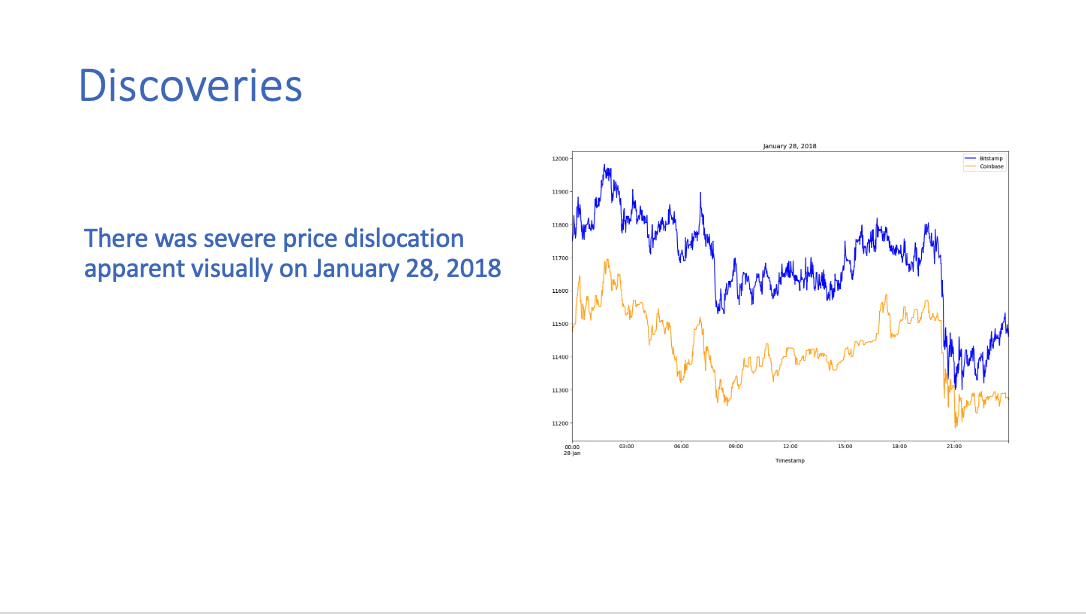 Discoveries
There was severe price dislocation
apparent visually on January 28, 2018
January 28, 2018
Bitstamp
Coinbase
12000
11900
11800
11700
11600
11500
11400
11300
11200
00:00
28-Jan
03:00
06:00
09:00
12:00
15:00
18:00
21:00
Timestamp